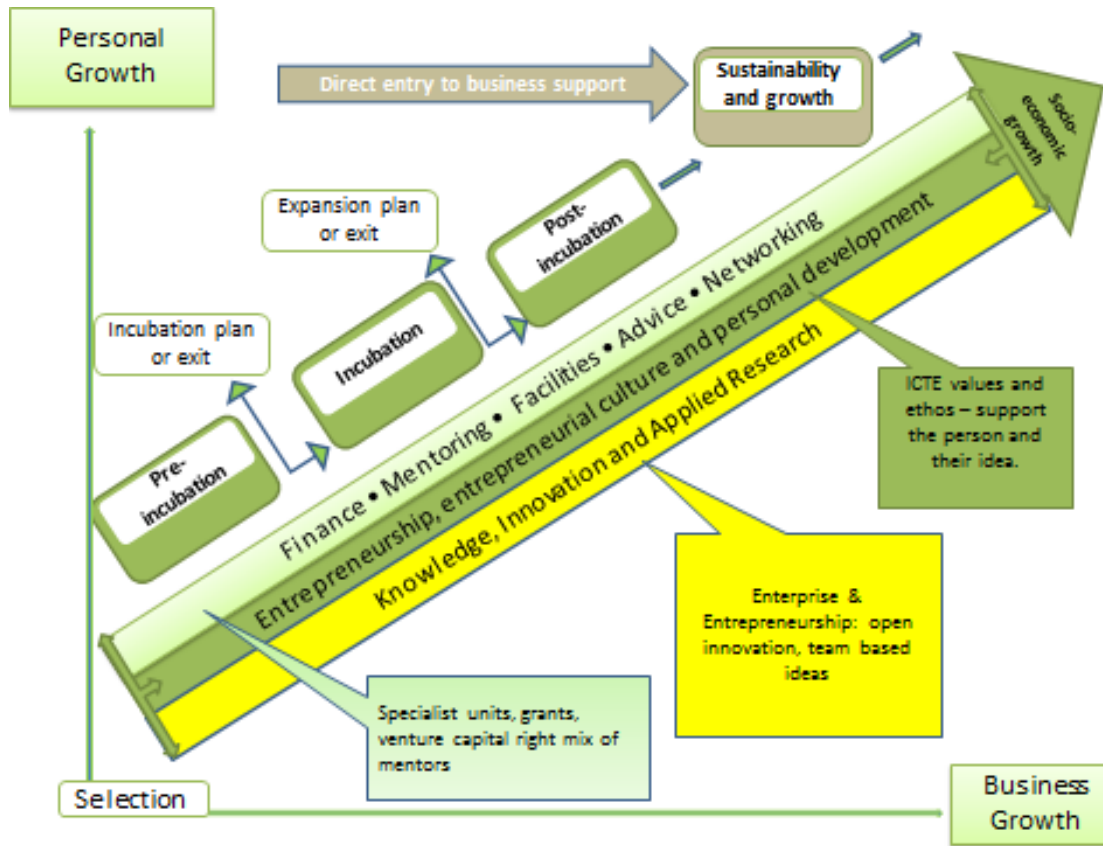 Personal
Growth
Direct entry to business support
Sustainability
and growth
Socio-
economic
growth
Expansion plan
or exit
Post-
incubation
Incubation plan
or exit
Incubation
Pre-
incubation
Finance • Mentoring • Facilities • Advice • Networking
Entrepreneurship, entrepreneurial culture and personal development
Knowledge, Innovation and Applied Research
ICTE values and
ethos – support
the person and
their idea.
Enterprise &
Entrepreneurship: open
innovation, team based
ideas
Specialist units, grants,
venture capital right mix of
mentors
Selection
Business
Growth